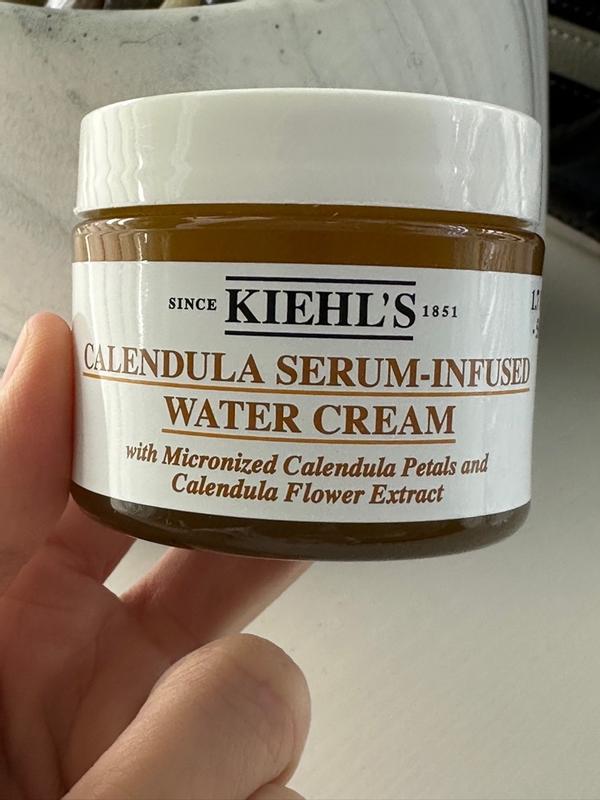 SINCE KIEHL'S 1851
CALENDULA SERUM-INFUSED
WATER CREAM
with Micronized Calendula Petals and
Calendula Flower Extract